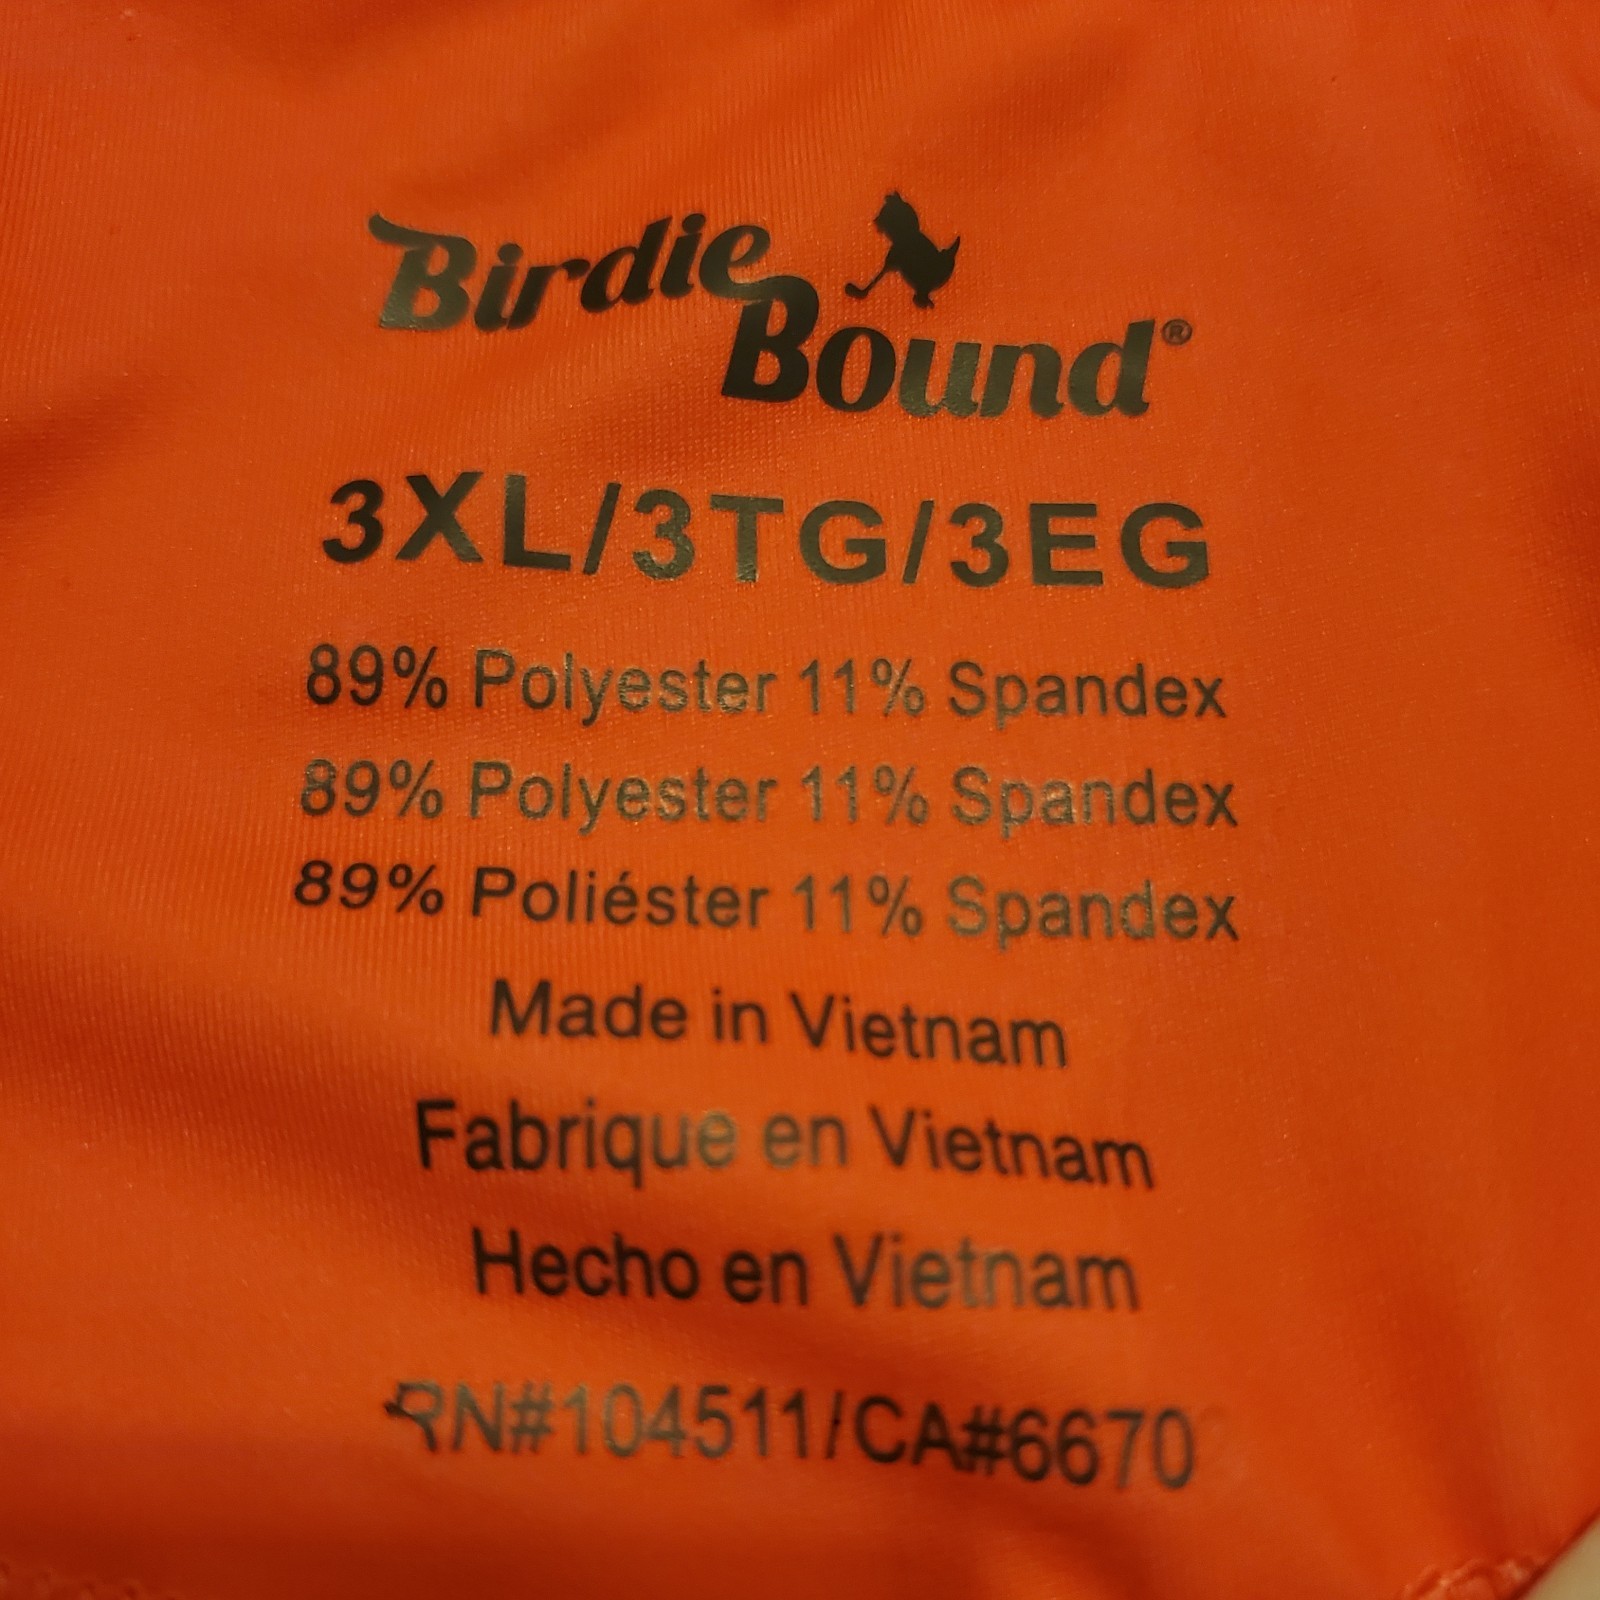 Birdie
Bound®
3XL/3TG/3EG
89% Polyester 11% Spandex
89% Polyester 11% Spandex
89% Poliéster 11% Spandex
Made in Vietnam
Fabrique en Vietnam
Hecho en Vietnam
RN#104511/CA#6670